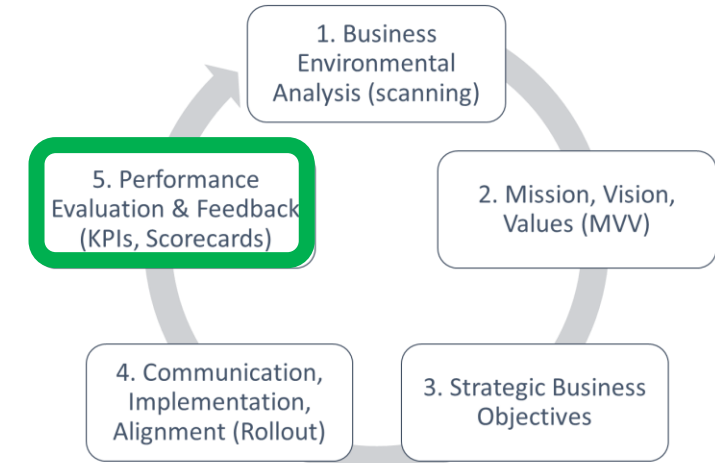 1. Business
Environmental
Analysis (scanning)
2. Mission, Vision,
Values (MVV)
3. Strategic Business
Objectives
4. Communication,
Implementation,
Alignment (Rollout)
5. Performance
Evaluation & Feedback
(KPIs, Scorecards)